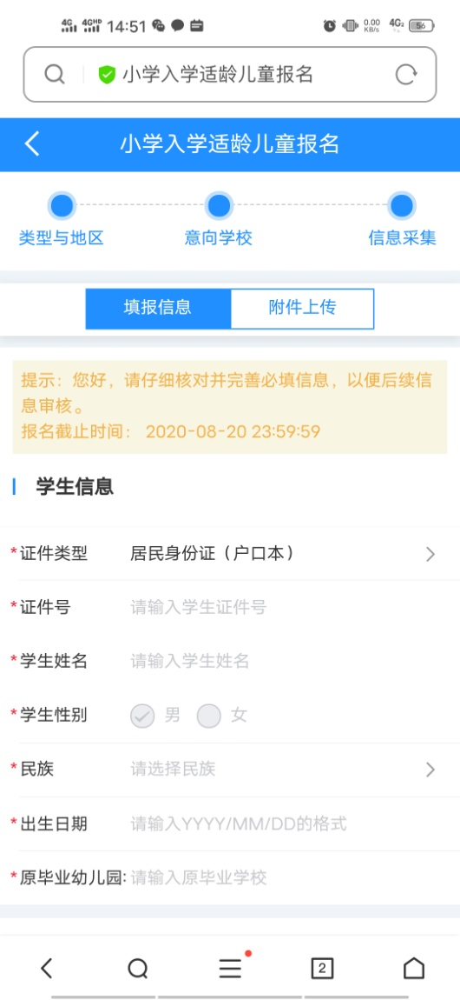 4G 4GHD 14:51 0.00 KB/s 4G2 56
小学入学适龄儿童报名
小学入学适龄儿童报名
类型与地区 意向学校 信息采集
填报信息 附件上传
提示：您好，请仔细核对并完善必填信息，以便后续信
息审核。
报名截止时间： 2020-08-20 23:59:59
学生信息
*证件类型 居民身份证（户口本）
*证件号 请输入学生证件号
*学生姓名 请输入学生姓名
*学生性别 男 女
*民族 请选择民族
*出生日期 请输入YYYY/MM/DD的格式
*原毕业幼儿园: 请输入原毕业学校
2